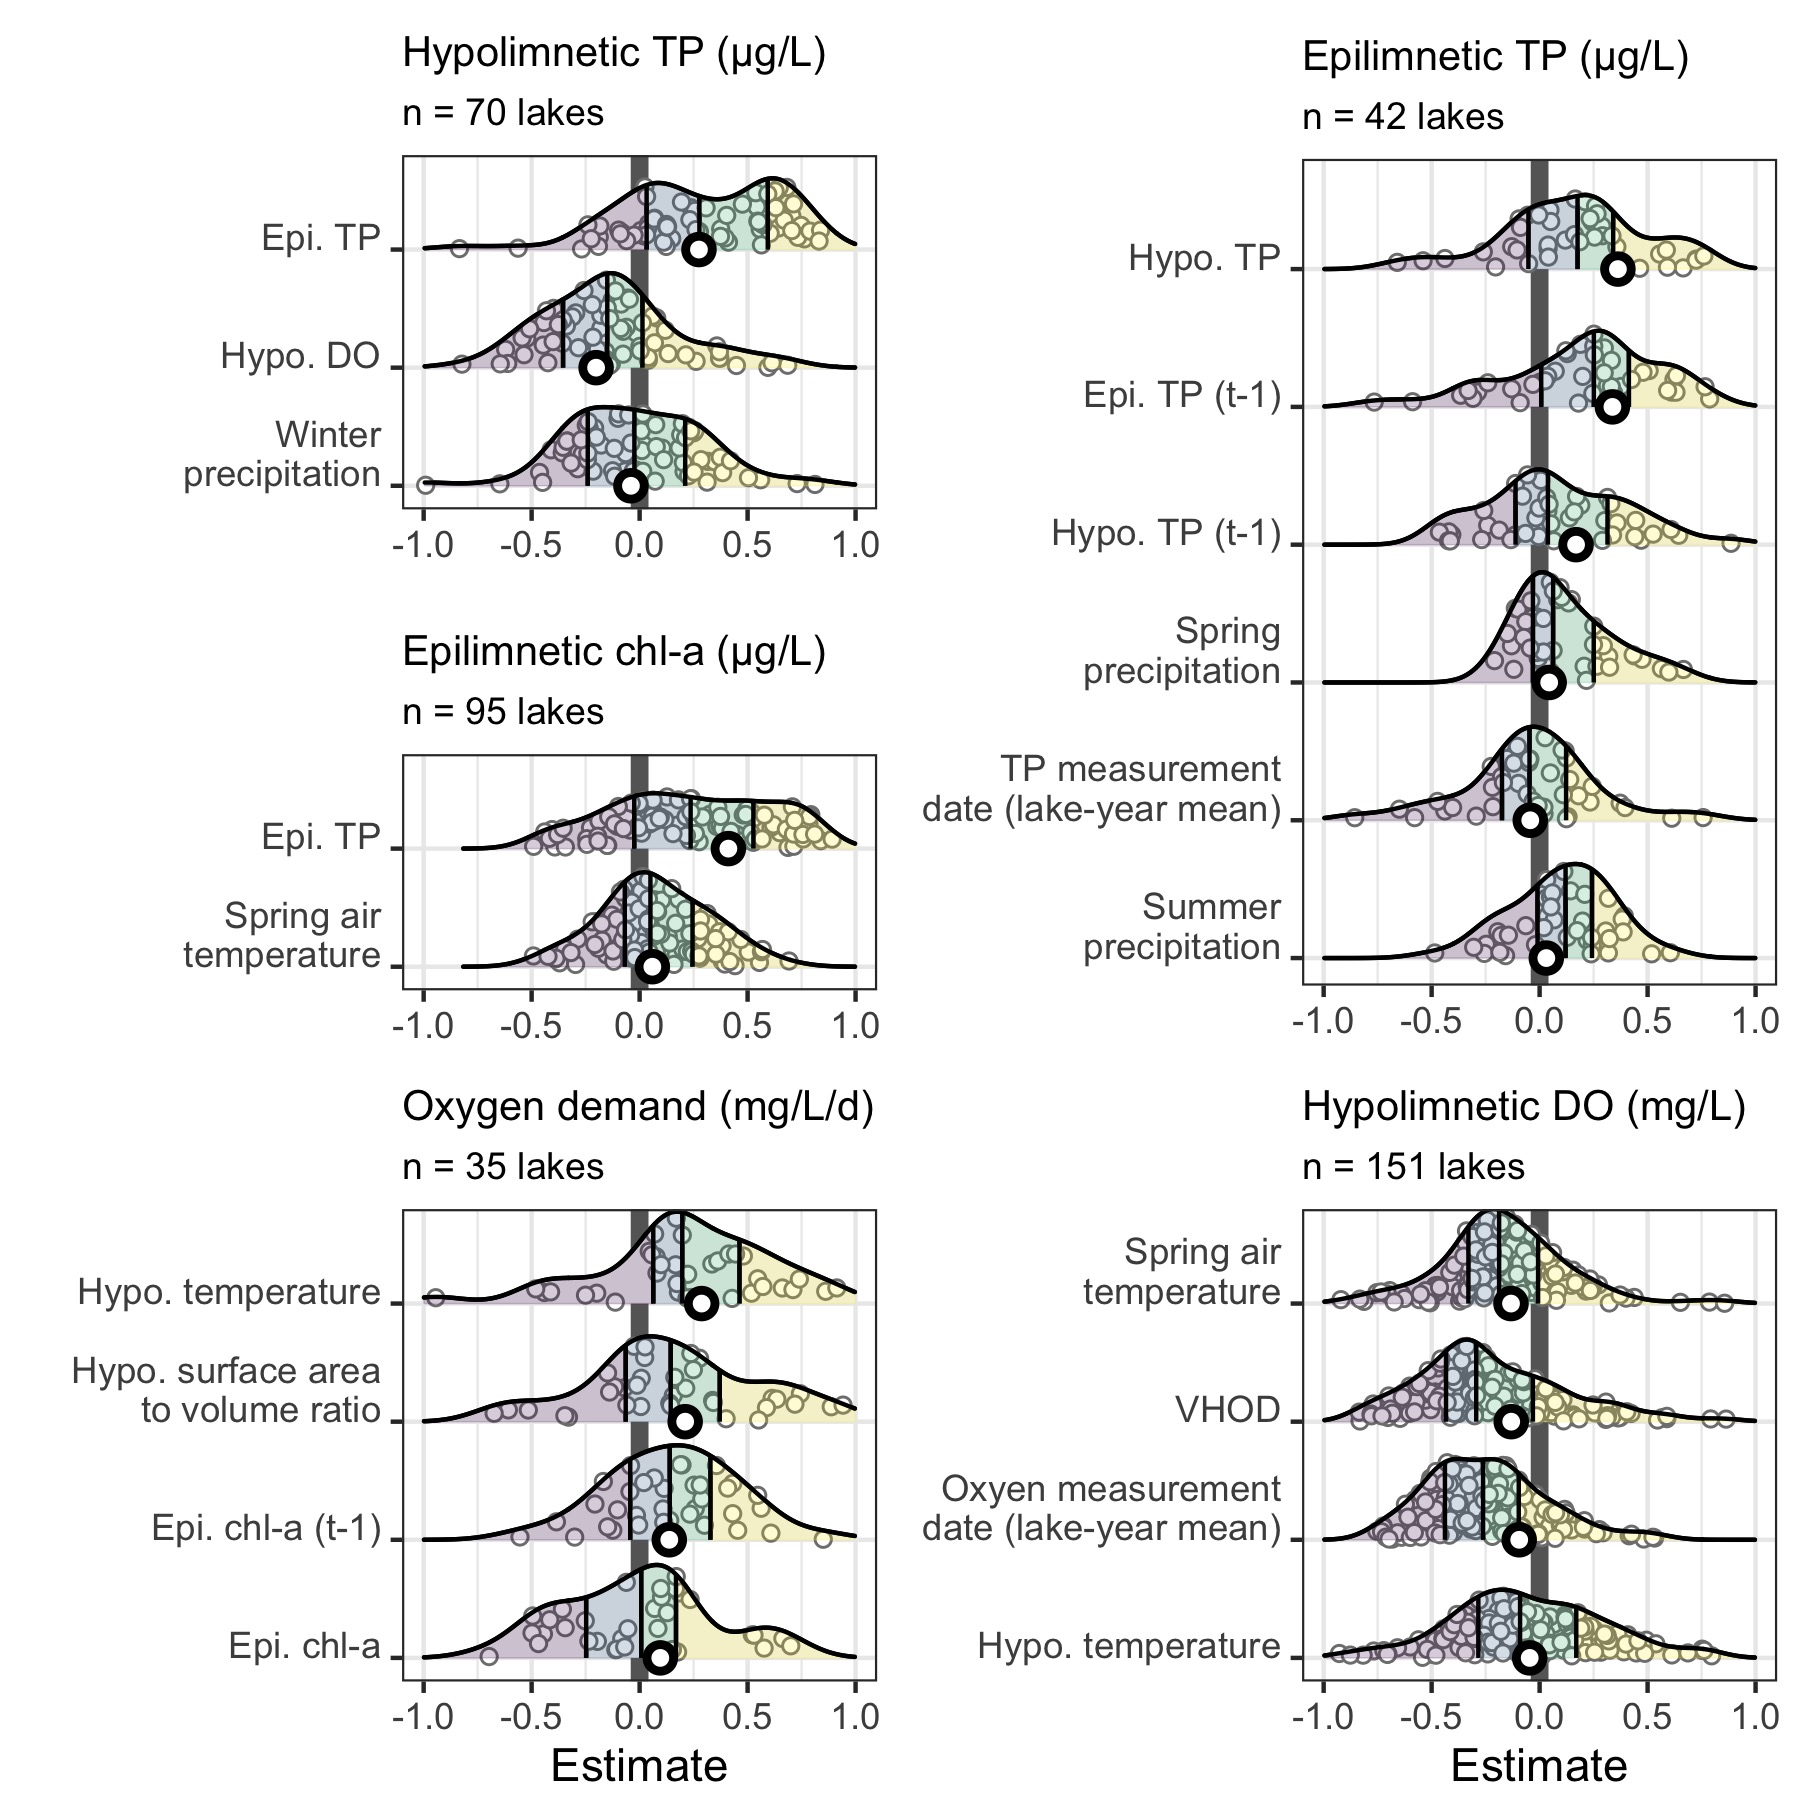 Hypolimnetic TP (µg/L)
n = 70 lakes
Epi. TP
Hypo. DO
Winter
precipitation
-1.0 -0.5 0.0 0.5 1.0
Epilimnetic chl-a (µg/L)
n = 95 lakes
Epi. TP
Spring air
temperature
-1.0 -0.5 0.0 0.5 1.0
Epilimnetic TP (µg/L)
n = 42 lakes
Hypo. TP
Epi. TP (t-1)
Hypo. TP (t-1)
Spring
precipitation
TP measurement
date (lake-year mean)
Summer
precipitation
-1.0 -0.5 0.0 0.5 1.0
Oxygen demand (mg/L/d)
n = 35 lakes
Hypo. temperature
Hypo. surface area
to volume ratio
Epi. chl-a (t-1)
Epi. chl-a
-1.0 -0.5 0.0 0.5 1.0
Estimate
Hypolimnetic DO (mg/L)
n = 151 lakes
Spring air
temperature
VHOD
Oxyen measurement
date (lake-year mean)
Hypo. temperature
-1.0 -0.5 0.0 0.5 1.0
Estimate